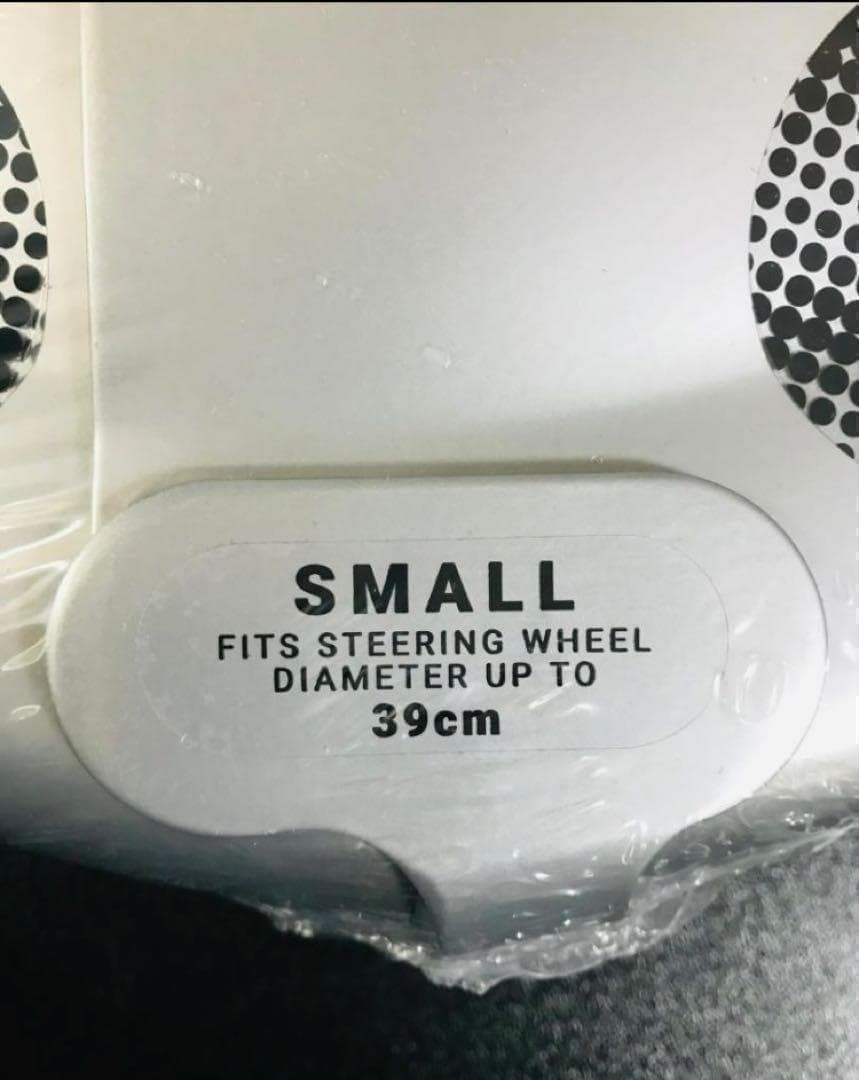 SMALL
FITS STEERING WHEEL
DIAMETER UP TO
39cm